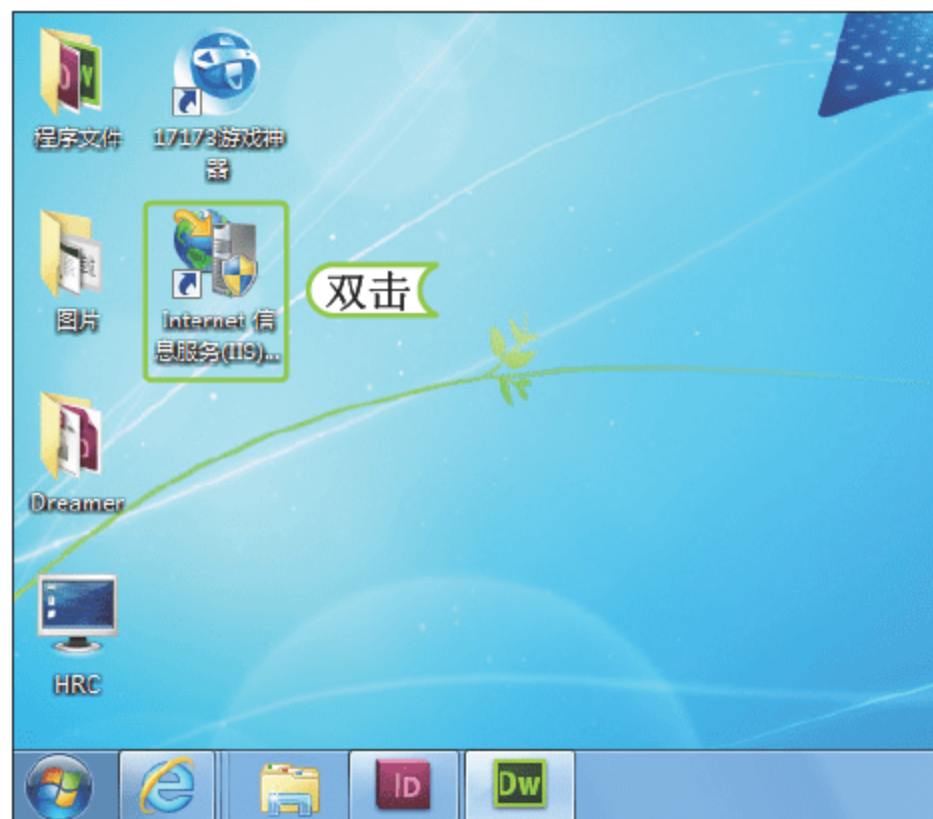 程序文件
17173游戏神
器
图片
Internet 信
息服务(IIS)...
双击
Dreamer
HRC
ID
Dw